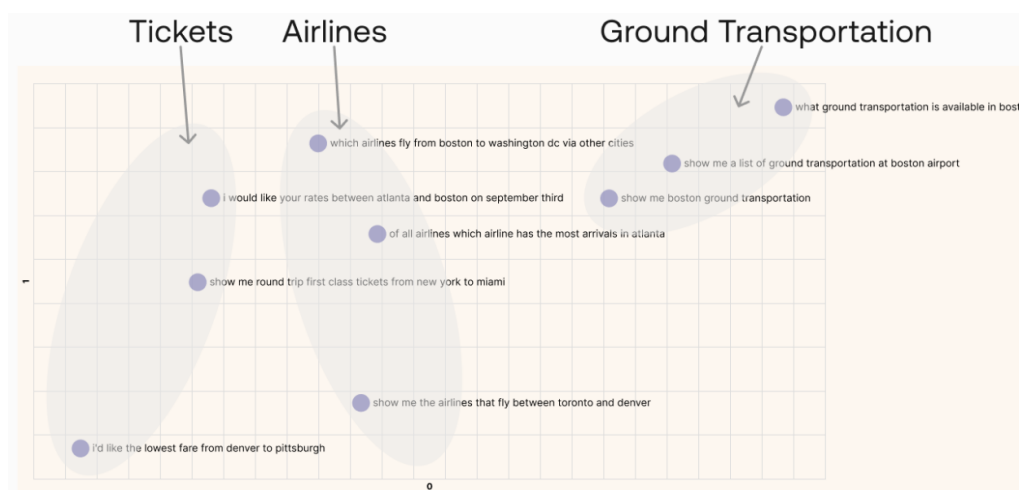 Tickets
Airlines
Ground Transportation
what ground transportation is available in bost
which airlines fly from boston to washington dc via other cities
show me a list of ground transportation at boston airport
i would like your rates between atlanta and boston on september third
show me boston ground transportation
of all airlines which airline has the most arrivals in atlanta
show me round trip first class tickets from new york to miami
1
show me the airlines that fly between toronto and denver
i'd like the lowest fare from denver to pittsburgh
0